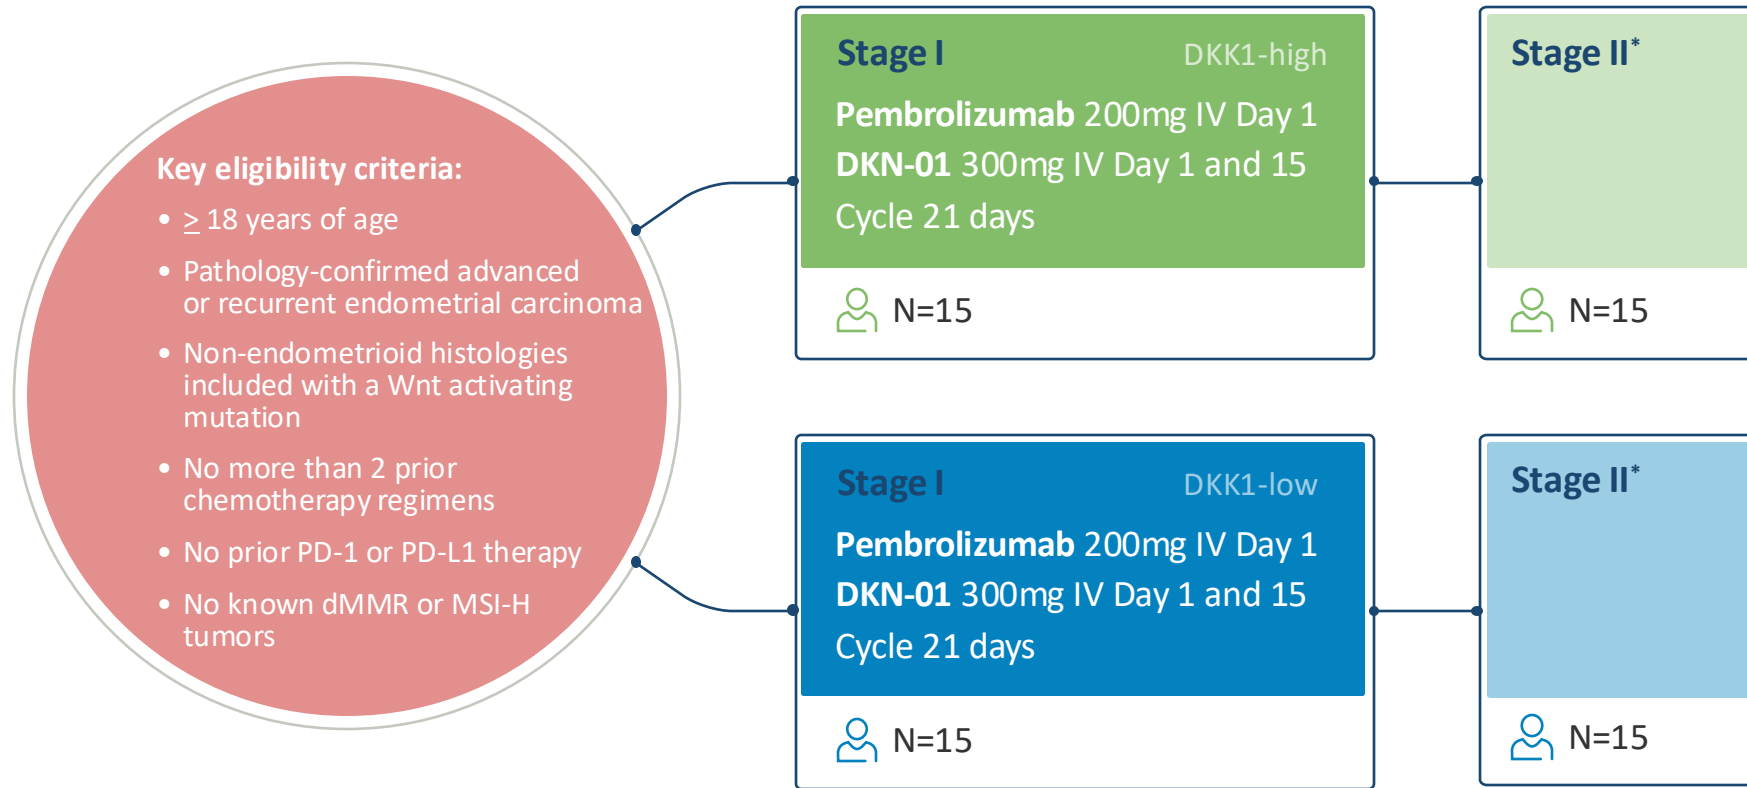 Key eligibility criteria:
• ≥ 18 years of age
• Pathology-confirmed advanced
or recurrent endometrial carcinoma
• Non-endometrioid histologies
included with a Wnt activating
mutation
• No more than 2 prior
chemotherapy regimens
• No prior PD-1 or PD-L1 therapy
• No known dMMR or MSI-H
tumors
Stage I DKK1-high
Pembrolizumab 200mg IV Day 1
DKN-01 300mg IV Day 1 and 15
Cycle 21 days
N=15
Stage II*
N=15
Stage I DKK1-low
Pembrolizumab 200mg IV Day 1
DKN-01 300mg IV Day 1 and 15
Cycle 21 days
N=15
Stage II*
N=15